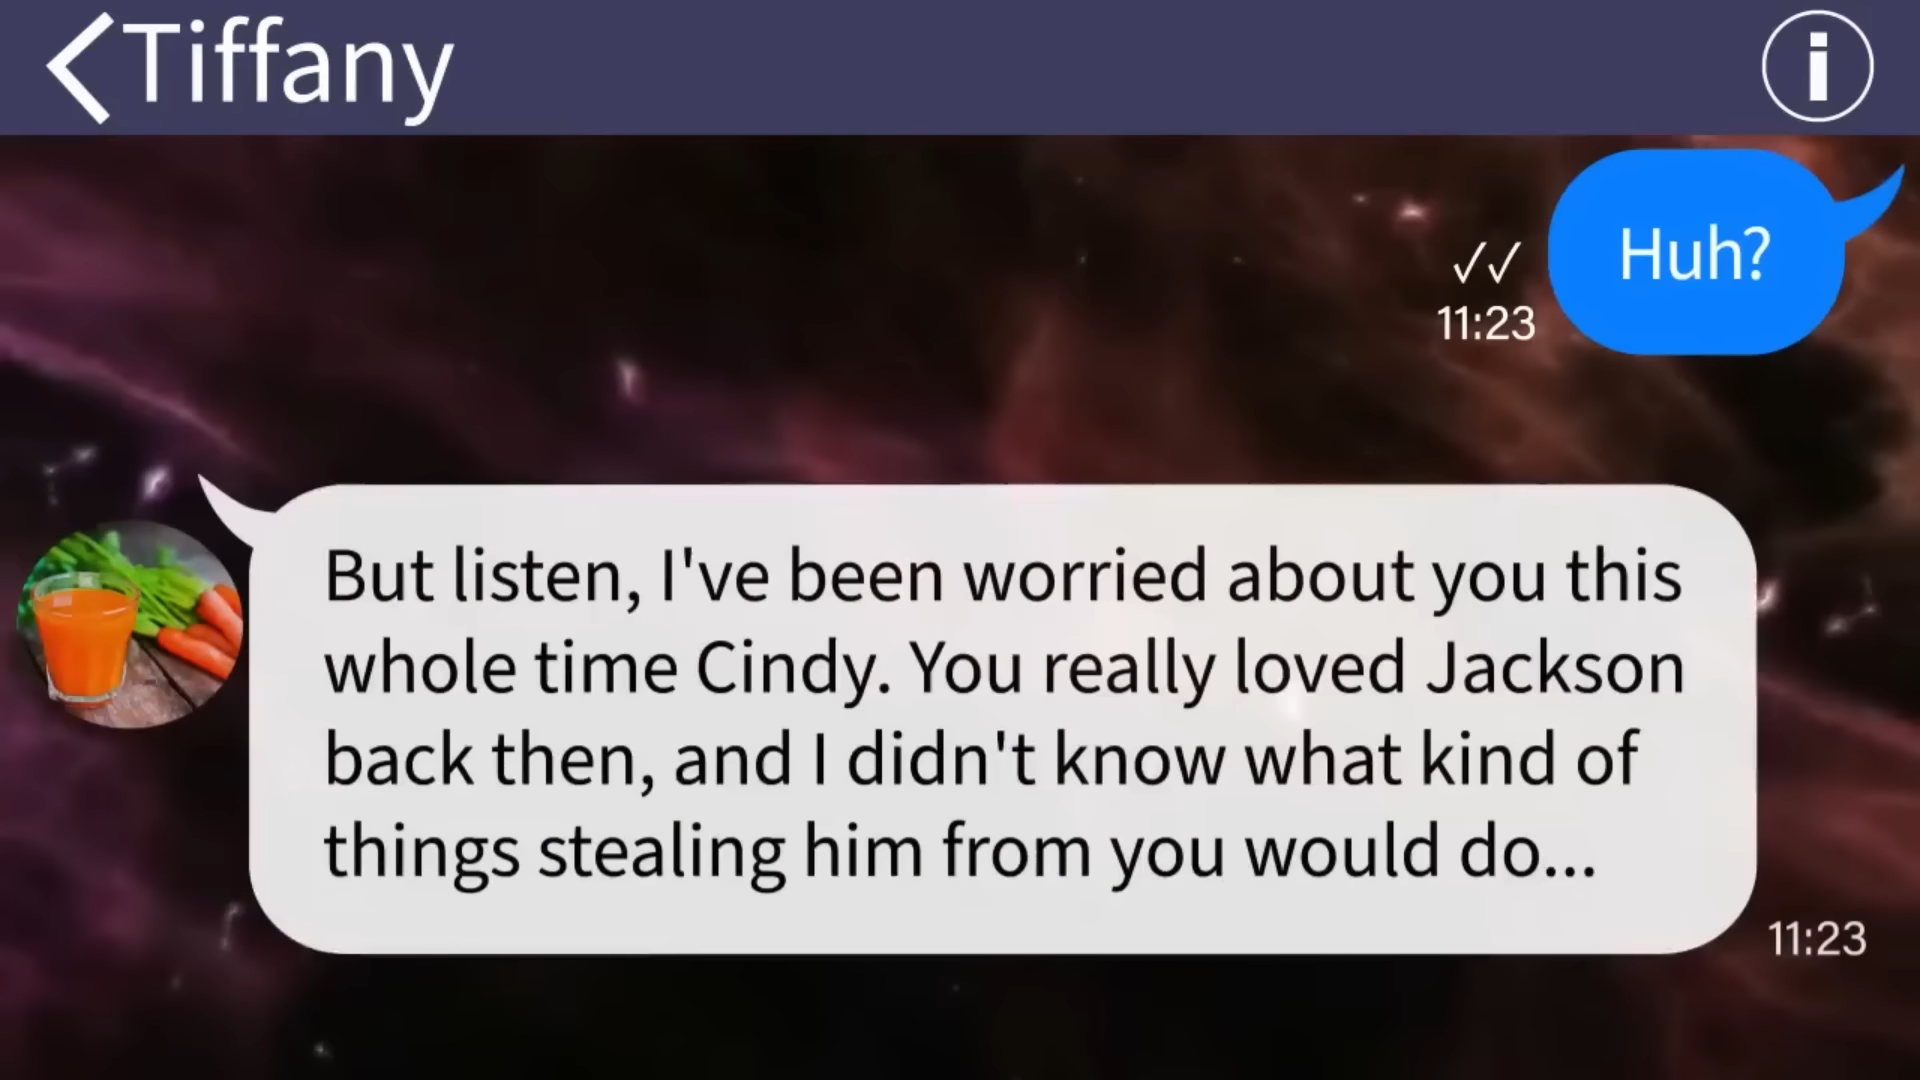 Tiffany
Huh?
✓✓
11:23
But listen, I've been worried about you this
whole time Cindy. You really loved Jackson
back then, and I didn't know what kind of
things stealing him from you would do...
11:23